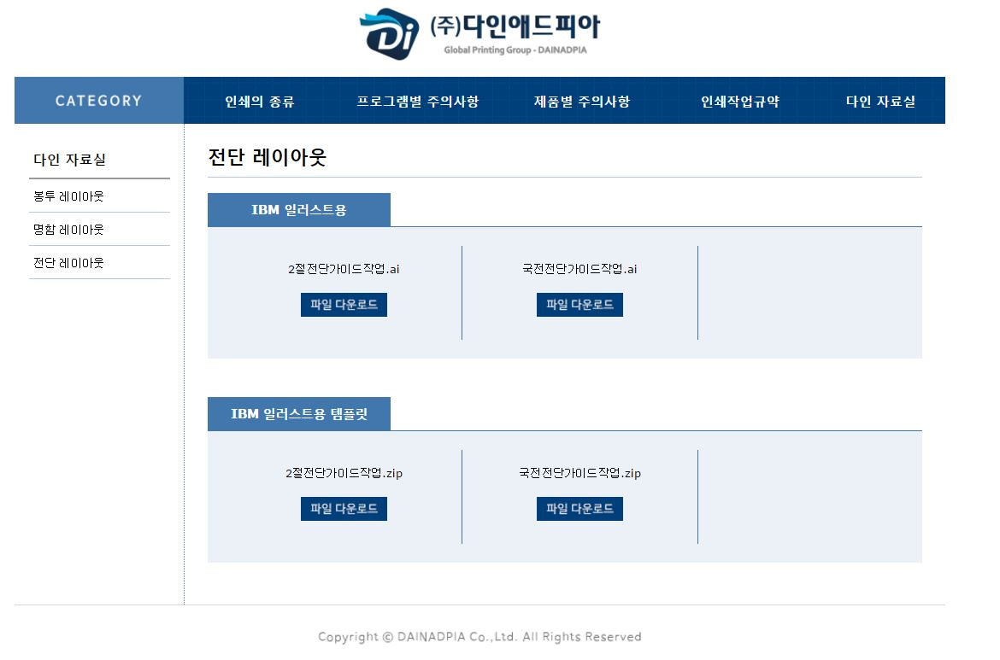 Di (주)다인애드피아
Global Printing Group - DAINADPIA
CATEGORY 인쇄의 종류 프로그램별 주의사항 제품별 주의사항 인쇄작업규약 다인 자료실
다인 자료실
봉투 레이아웃
명함 레이아웃
전단 레이아웃
전단 레이아웃
IBM 일러스트용
2절전단가이드작업.ai 국전전단가이드작업.ai
파일 다운로드 파일 다운로드
IBM 일러스트용 템플릿
2절전단가이드작업.zip 국전전단가이드작업.zip
파일 다운로드 파일 다운로드
Copyright © DAINADPIA Co.,Ltd. All Rights Reserved